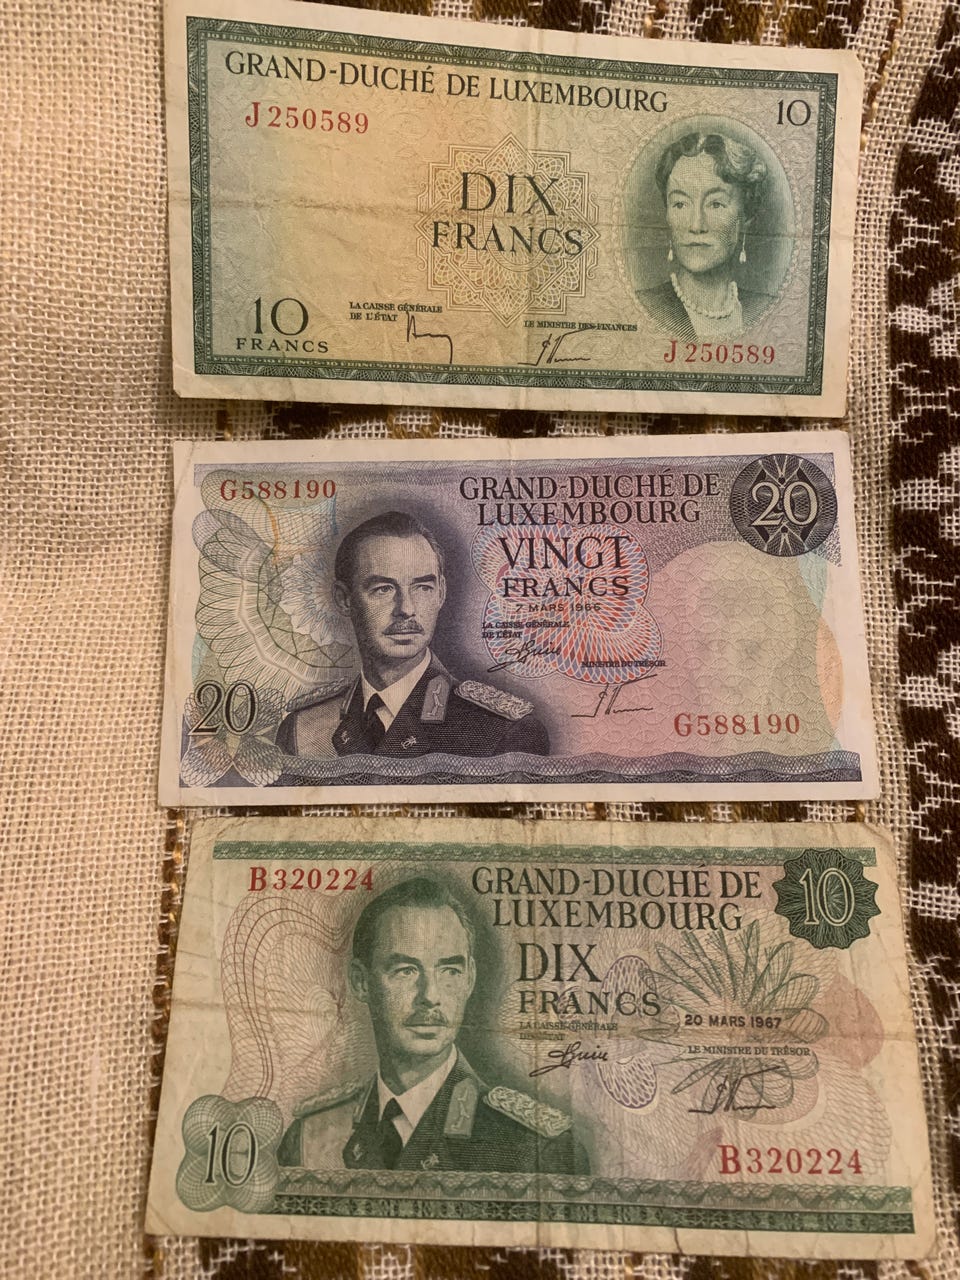 GRAND-DUCHÉ DE LUXEMBOURG
J 250589
10
DIX
FRANCS
10
FRANCS
LA CAISSE GÉNÉRALE
DE L'ÉTAT
LE MINISTRE DES FINANCES
J 250589
G588190
GRAND-DUCHÉ DE
LUXEMBOURG
20
VINGT
FRANCS
7 MARS 1966
LA CAISSE GÉNÉRALE
DE L'ÉTAT
MINISTRE DU TRÉSOR
20
G588190
B320224
GRAND-DUCHÉ DE
LUXEMBOURG
10
DIX
FRANCS
20 MARS 1967
LA CAISSE GÉNÉRALE
DE L'ÉTAT
LE MINISTRE DU TRÉSOR
10
B320224